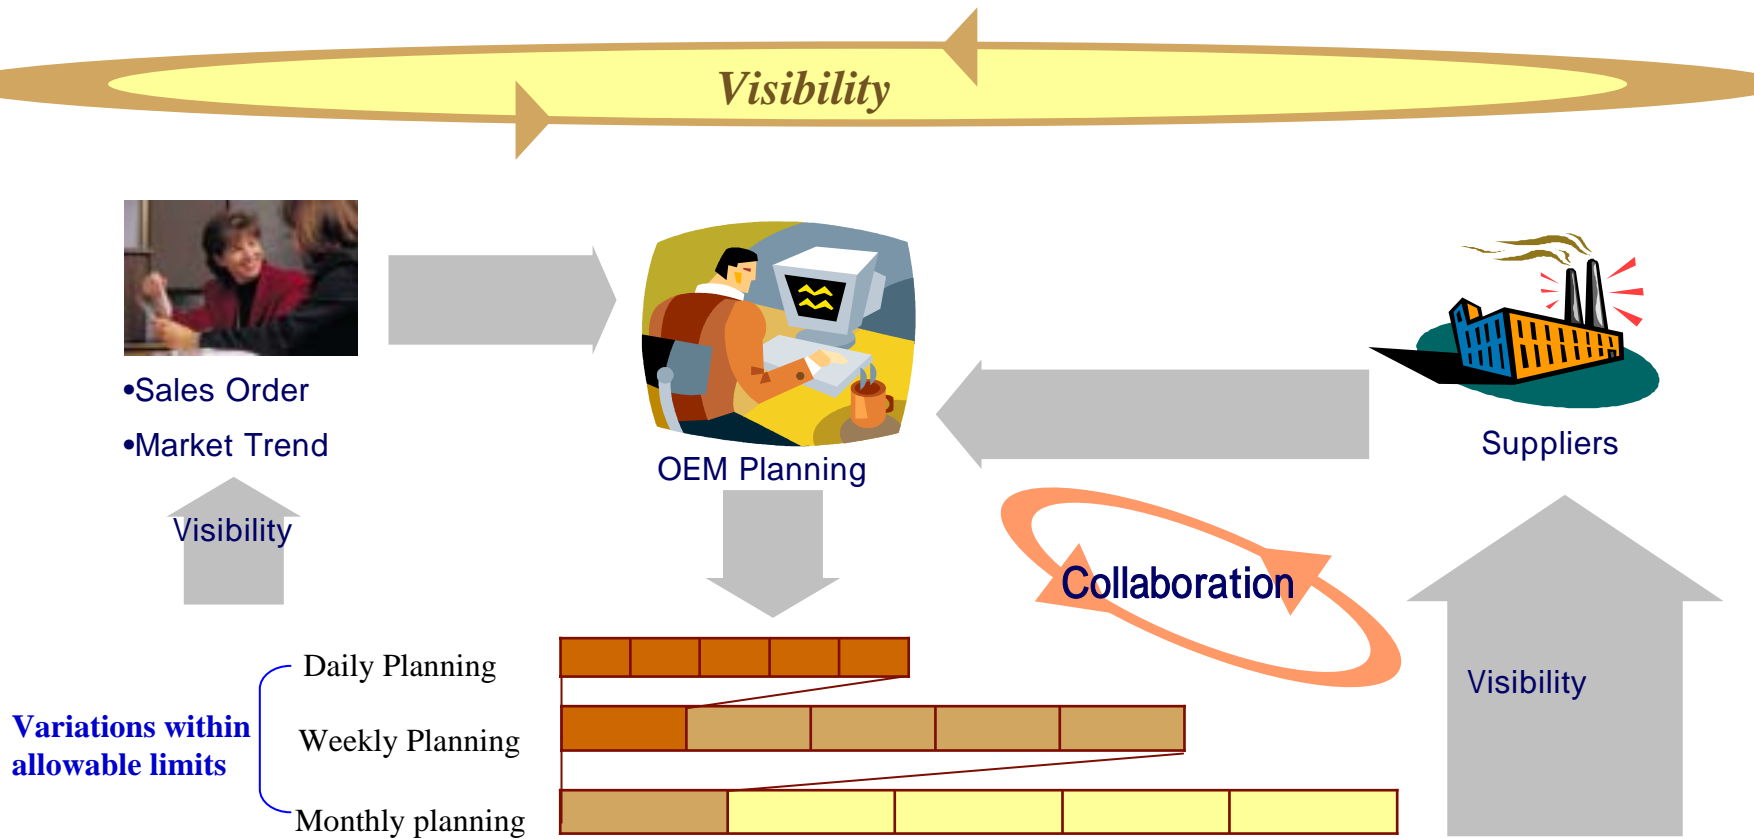 Visibility
•Sales Order
•Market Trend
OEM Planning
Suppliers
Visibility
Collaboration
Visibility
Variations within
allowable limits
Daily Planning
Weekly Planning
Monthly planning